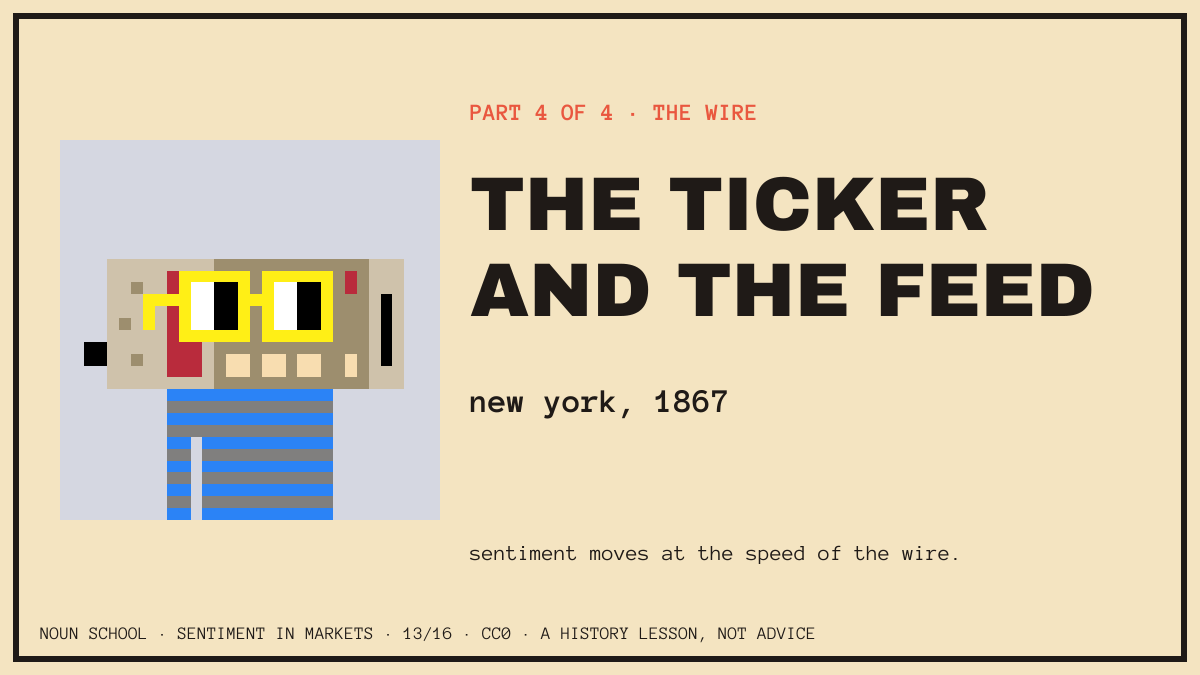 PART 4 OF 4 · THE WIRE
THE TICKER
AND THE FEED
new york, 1867
sentiment moves at the speed of the wire.
NOUN SCHOOL · SENTIMENT IN MARKETS · 13/16 · CC0 · A HISTORY LESSON, NOT ADVICE